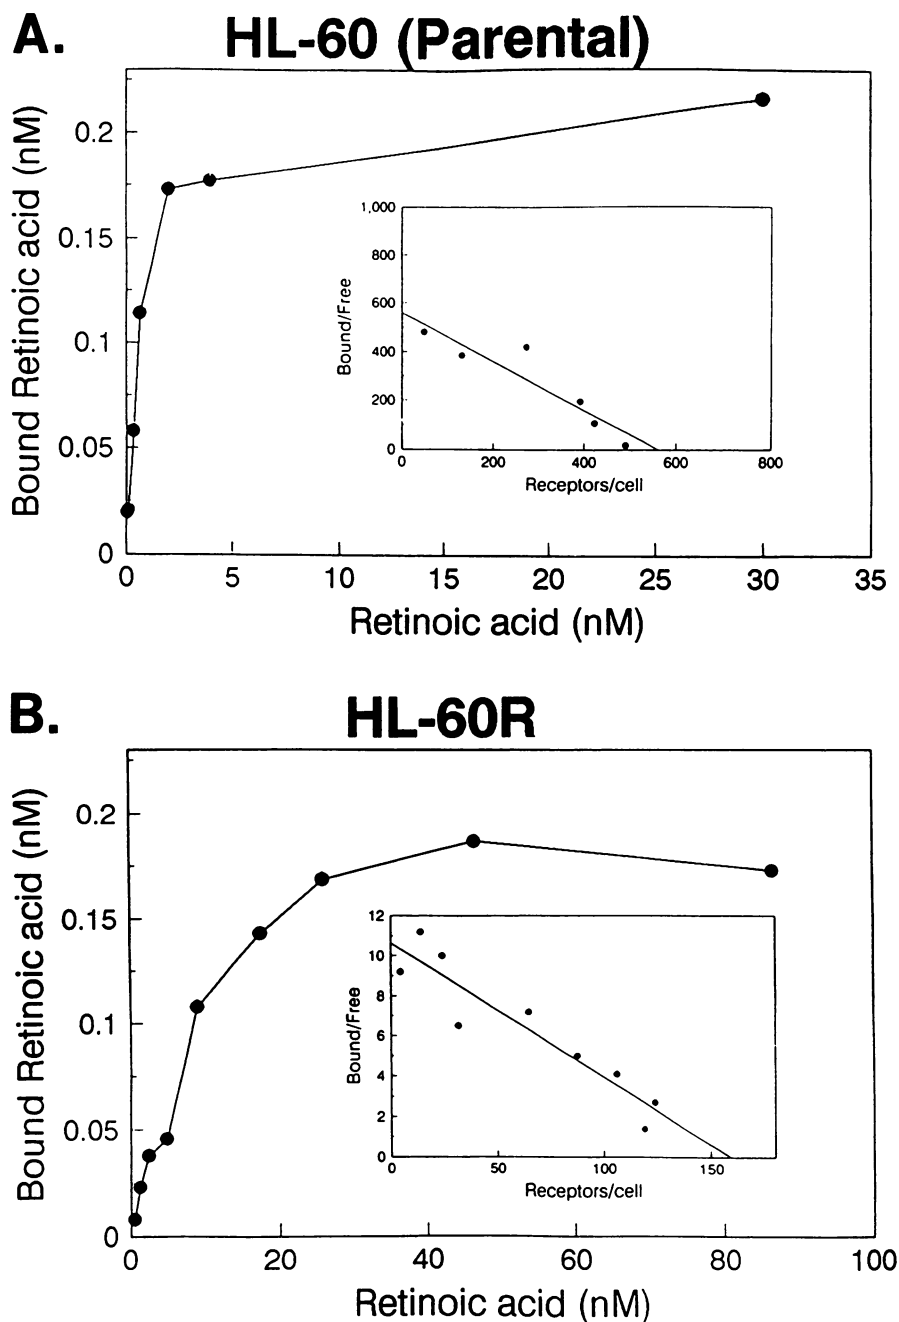 A. HL-60 (Parental)
Bound Retinoic acid (nM)
0.2
0.15
0.1
0.05
0
0 5 10 15 20 25 30 35
Retinoic acid (nM)
Bound/Free
1,000
800
600
400
200
0
0 200 400 600 800
Receptors/cell
B. HL-60R
Bound Retinoic acid (nM)
0.2
0.15
0.1
0.05
0
0 20 40 60 80 100
Retinoic acid (nM)
Bound/Free
12
10
8
6
4
2
0
0 50 100 150
Receptors/cell